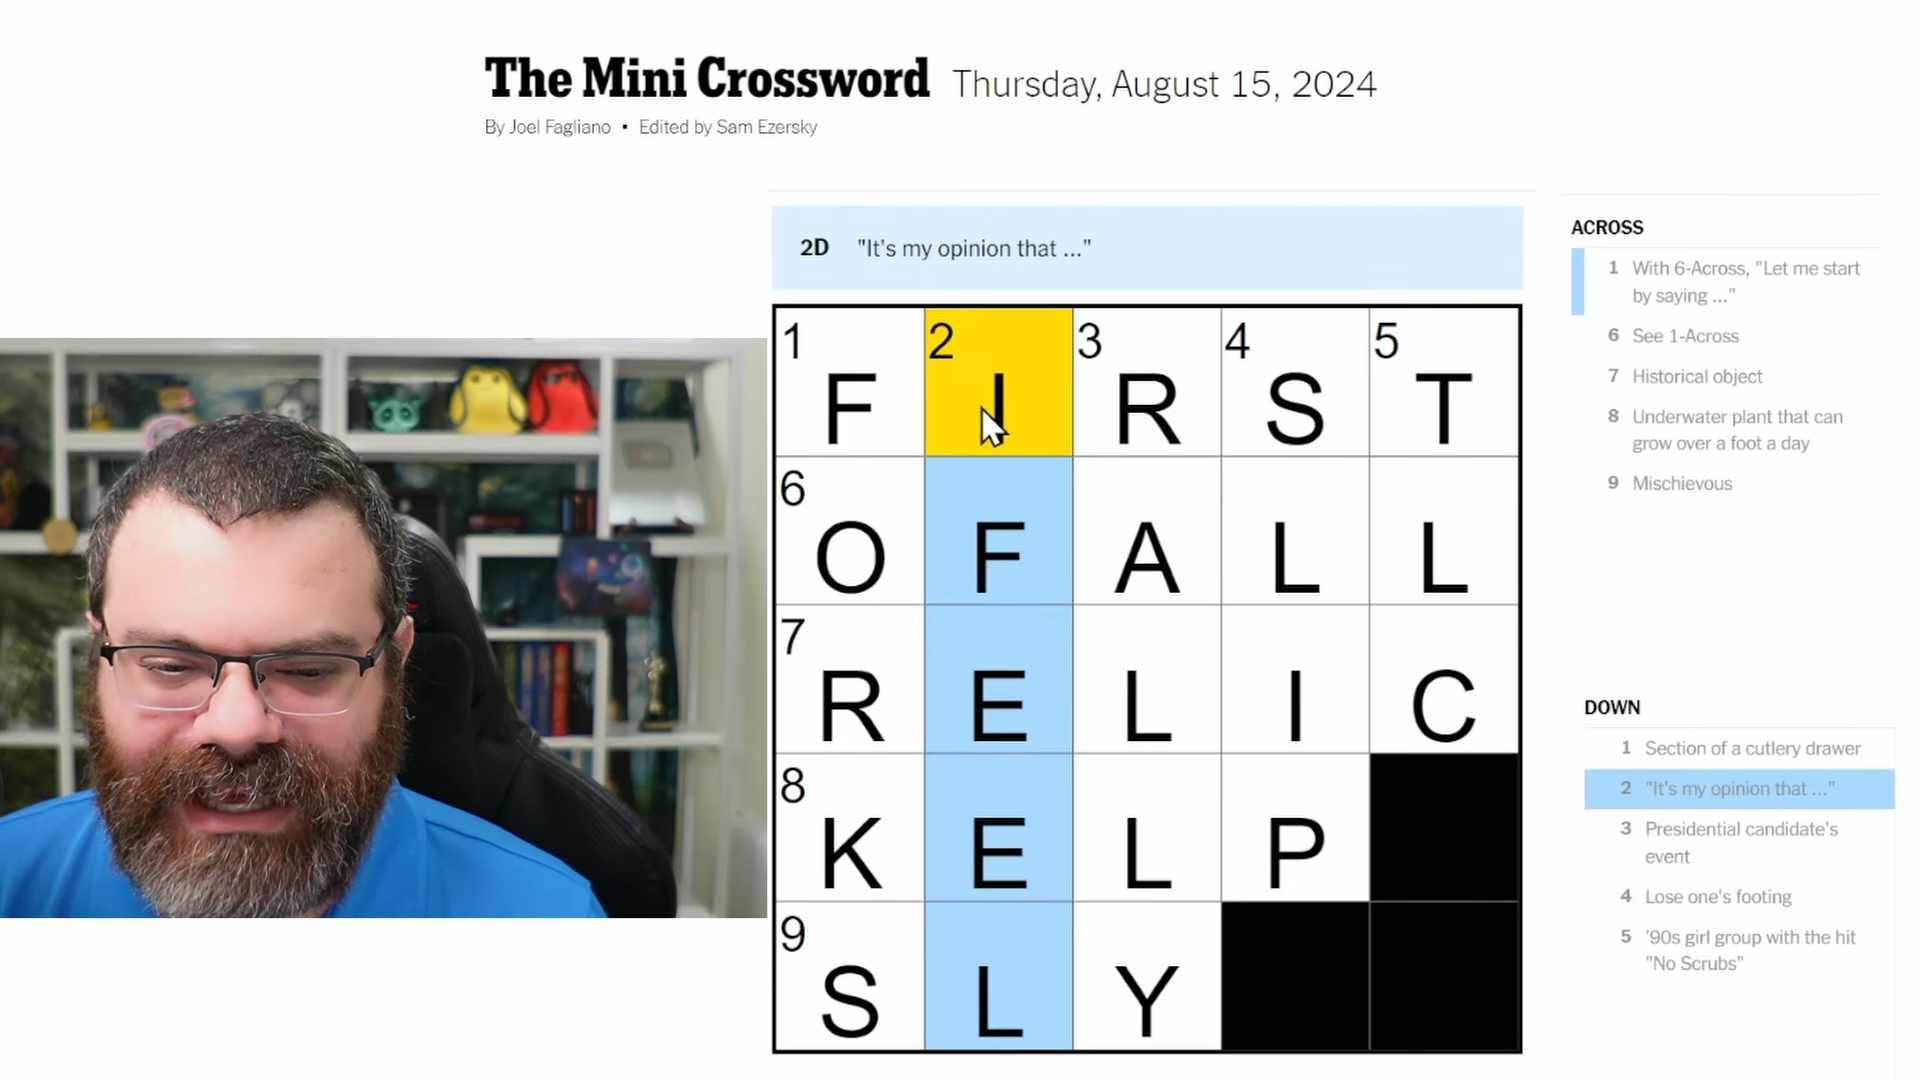 The Mini Crossword Thursday, August 15, 2024
By Joel Fagliano • Edited by Sam Ezersky
2D "It's my opinion that ..."
1 2 3 4 5
F I R S T
6
O F A L L
7
R E L I C
8
K E L P
9
S L Y
ACROSS
1 With 6-Across, "Let me start
by saying ..."
6 See 1-Across
7 Historical object
8 Underwater plant that can
grow over a foot a day
9 Mischievous
DOWN
1 Section of a cutlery drawer
2 "It's my opinion that ..."
3 Presidential candidate's
event
4 Lose one's footing
5 '90s girl group with the hit
"No Scrubs"